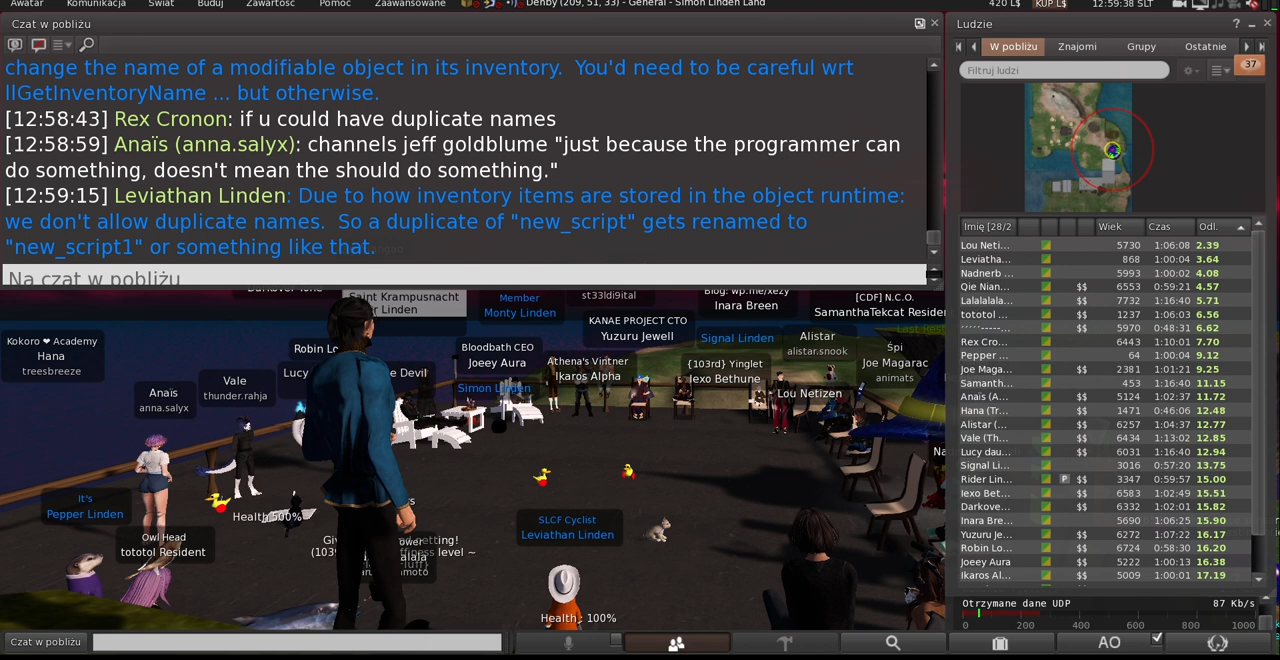 Awatar Komunikacja Świat Buduj Zawartość Pomoc Zaawansowane Denby (209, 51, 33) - General - Simon Linden Land 420 L$ KUP L$ 12:59:38 SLT
Czat w pobliżu
change the name of a modifiable object in its inventory. You'd need to be careful wrt
llGetInventoryName ... but otherwise.
[12:58:43] Rex Cronon: if u could have duplicate names
[12:58:59] Anaïs (anna.salyx): channels jeff goldblume "just because the programmer can
do something, doesn't mean the should do something."
[12:59:15] Leviathan Linden: Due to how inventory items are stored in the object runtime:
we don't allow duplicate names. So a duplicate of "new_script" gets renamed to
"new_script1" or something like that.
Na czat w pobliżu
Saint Krampusnacht
Member
Monty Linden
st33ldi9ital
Blog: wp.me/xezy
Inara Breen
[CDF] N.C.O.
SamanthaTekcat Residen
KANAE PROJECT CTO
Yuzuru Jewell
Signal Linden
Alistar
alistar.snook
Last Res
Špi
Joe Magarac
animats
Kokoro ❤ Academy
Hana
treesbreeze
Robin Lo
Bloodbath CEO
Joeey Aura
Athena's Vintner
Ikaros Alpha
{103rd} Yinglet
Iexo Bethune
Lou Netizen
Lucy
e Devil
Simon Linden
Vale
thunder.rahja
Anaïs
anna.salyx
Na
It's
Pepper Linden
Health 500%
Owl Head
tototol Resident
SLCF Cyclist
Leviathan Linden
Health : 100%
Czat w pobliżu
Ludzie
W pobliżu Znajomi Grupy Ostatnie
Filtruj ludzi
37
Imię [28/2 Wiek Czas Odl.
Lou Neti... 5730 1:06:08 2.39
Leviatha... 868 1:00:04 3.64
Nadnerb ... 5993 1:00:02 4.08
Qie Nian... $$ 6553 0:59:21 4.57
Lalalalala... $$ 7732 1:16:40 5.71
tototol ... $$ 1237 1:06:03 6.56
´´´´´-----... $$ 5970 0:48:31 6.62
Rex Cro... 6443 1:10:01 7.70
Pepper ... 64 1:00:04 9.12
Joe Maga... $$ 2381 1:01:21 9.25
Samanth... 453 1:16:40 11.15
Anaïs (A... $$ 5124 1:02:37 11.72
Hana (Tr... $$ 1471 0:46:06 12.48
Alistar (... $$ 6257 1:04:37 12.77
Vale (Th... $$ 6434 1:13:02 12.85
Lucy dau... $$ 6031 1:16:40 12.94
Signal Li... 3016 0:57:20 13.75
Rider Lin... P $$ 3347 0:59:57 15.00
Iexo Bet... $$ 6583 1:02:49 15.51
Darkove... $$ 6332 1:02:01 15.82
Inara Bre... 5690 1:06:25 15.90
Yuzuru Je... $$ 6272 1:07:22 16.17
Robin Lo... $$ 6724 0:58:30 16.20
Joeey Aura $$ 5222 1:00:13 16.38
Ikaros Al... $$ 5009 1:00:01 17.19
Otrzymane dane UDP 87 Kb/s
0 200 400 600 800 1000
AO